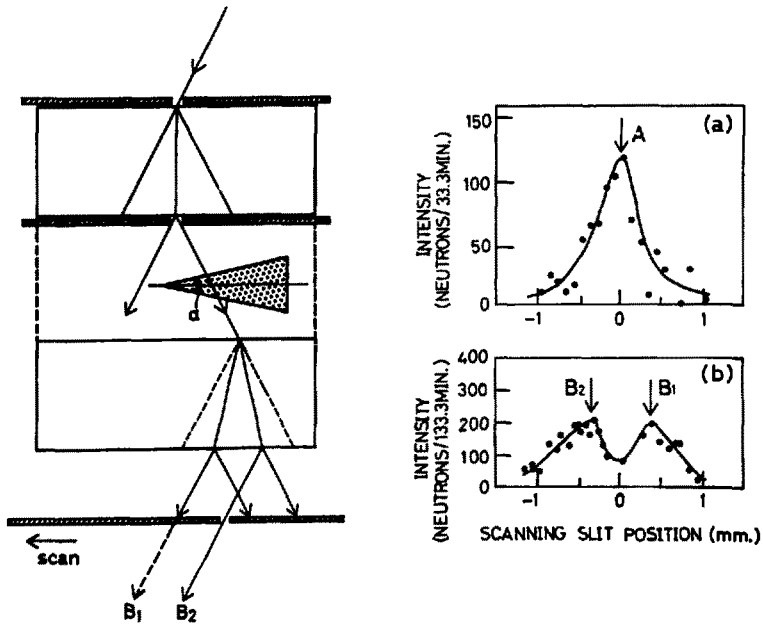 α
scan
B₁ B₂
(a)
A
INTENSITY
(NEUTRONS/33.3MIN.)
150
100
50
0
-1 0 1
(b)
B₂ B₁
INTENSITY
(NEUTRONS/133.3MIN.)
400
300
200
100
0
-1 0 1
SCANNING SLIT POSITION (mm.)